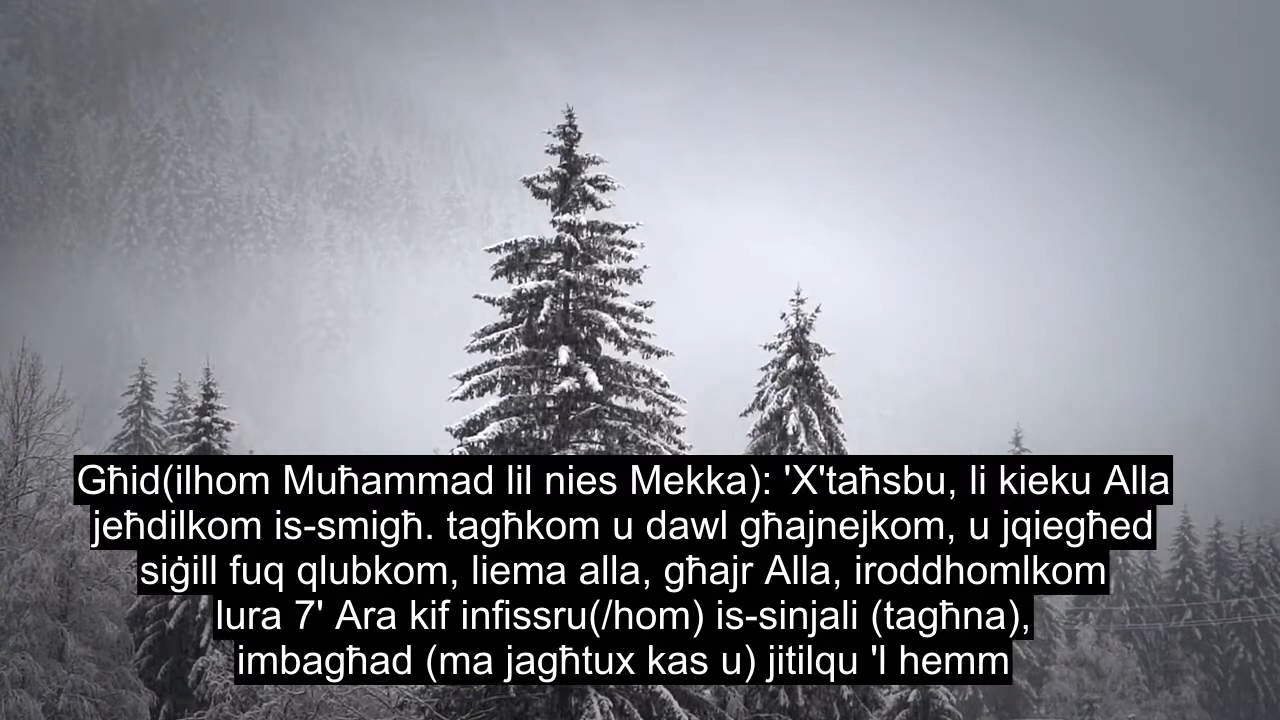 Għid(ilhom Muħammad lil nies Mekka): 'X'taħsbu, li kieku Alla
jeħdilkom is-smigħ. tagħkom u dawl għajnejkom, u jqiegħed
siġill fuq qlubkom, liema alla, għajr Alla, iroddhomlkom
lura 7' Ara kif infissru(/hom) is-sinjali (tagħna),
imbagħad (ma jagħtux kas u) jitilqu 'l hemm